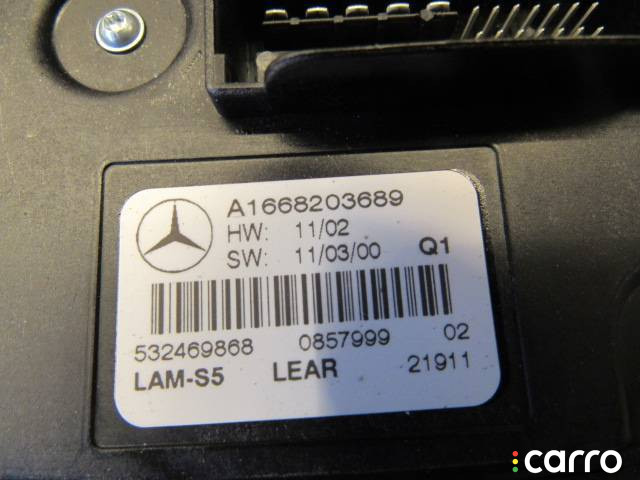 A1668203689
HW: 11/02
SW: 11/03/00 Q1
532469868 0857999 02
LAM-S5 LEAR 21911
carro